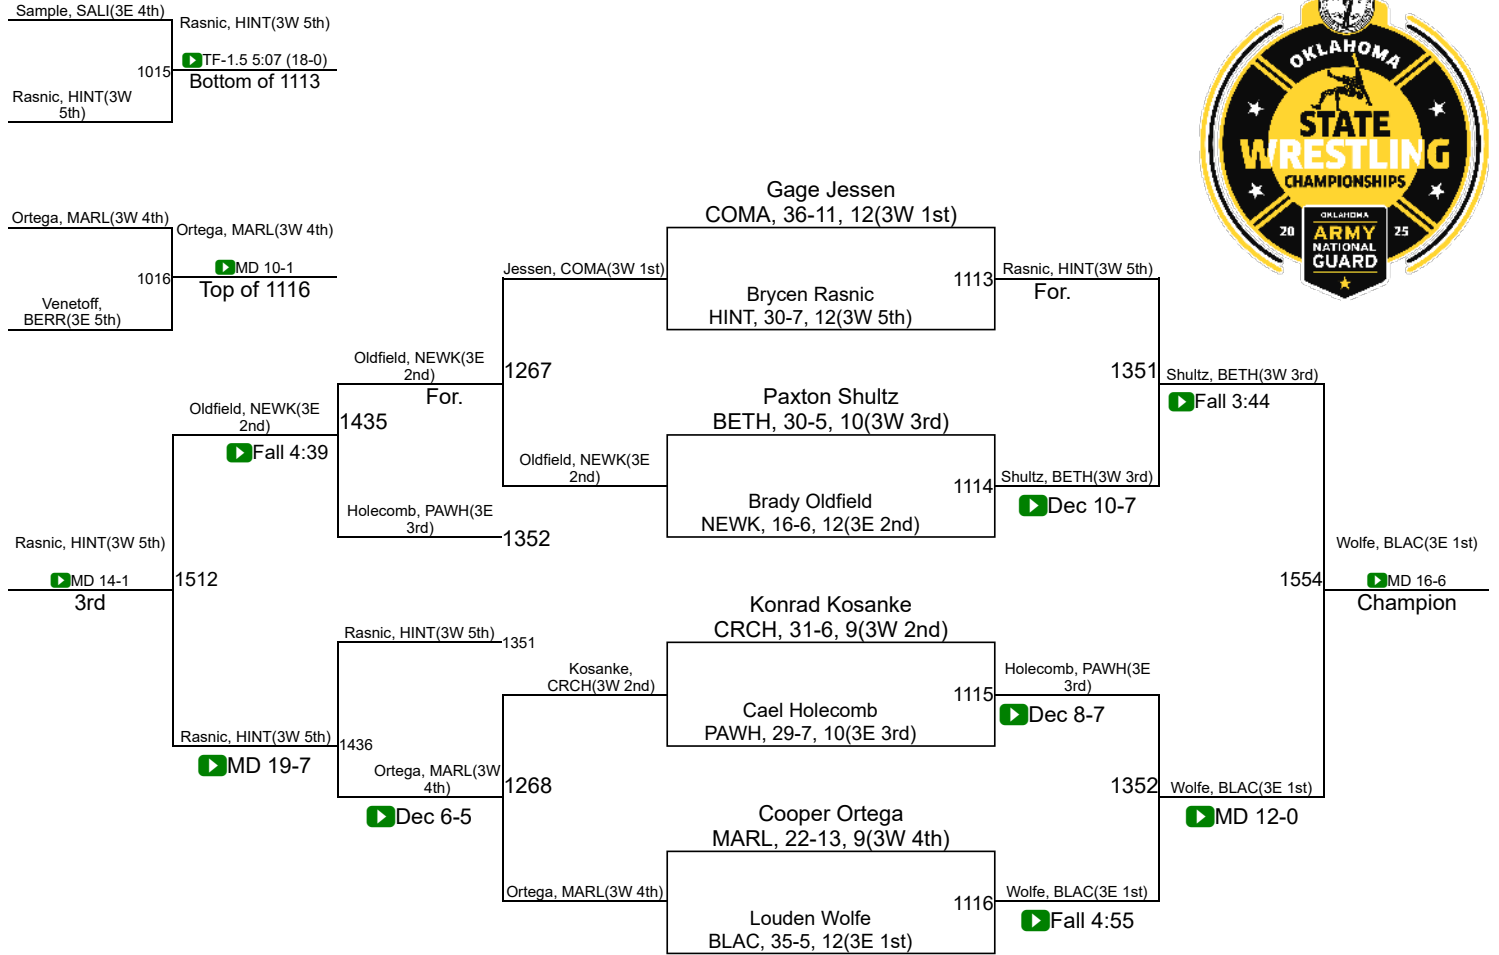 Sample, SALI(3E 4th)
Rasnic, HINT(3W 5th)
1015
TF-1.5 5:07 (18-0)
Bottom of 1113
Rasnic, HINT(3W
5th)
OKLAHOMA
STATE
WRESTLING
CHAMPIONSHIPS
OKLAHOMA
20
ARMY
25
NATIONAL
GUARD
Ortega, MARL(3W 4th)
Ortega, MARL(3W 4th)
1016
MD 10-1
Top of 1116
Venetoff,
BERR(3E 5th)
Gage Jessen
COMA, 36-11, 12(3W 1st)
Jessen, COMA(3W 1st)
1113
Rasnic, HINT(3W 5th)
For.
Brycen Rasnic
HINT, 30-7, 12(3W 5th)
Oldfield, NEWK(3E
2nd)
For.
1267
1351
Shultz, BETH(3W 3rd)
Fall 3:44
Paxton Shultz
BETH, 30-5, 10(3W 3rd)
Oldfield, NEWK(3E
2nd)
Fall 4:39
1435
Oldfield, NEWK(3E
2nd)
1114
Shultz, BETH(3W 3rd)
Dec 10-7
Brady Oldfield
NEWK, 16-6, 12(3E 2nd)
Holecomb, PAWH(3E
3rd)
1352
Rasnic, HINT(3W 5th)
MD 14-1
3rd
1512
1554
Wolfe, BLAC(3E 1st)
MD 16-6
Champion
Konrad Kosanke
CRCH, 31-6, 9(3W 2nd)
Rasnic, HINT(3W 5th)
1351
Kosanke,
CRCH(3W 2nd)
1115
Holecomb, PAWH(3E
3rd)
Dec 8-7
Cael Holecomb
PAWH, 29-7, 10(3E 3rd)
Rasnic, HINT(3W 5th)
1436
MD 19-7
Ortega, MARL(3W
4th)
Dec 6-5
1268
1352
Wolfe, BLAC(3E 1st)
MD 12-0
Cooper Ortega
MARL, 22-13, 9(3W 4th)
Ortega, MARL(3W 4th)
1116
Wolfe, BLAC(3E 1st)
Fall 4:55
Louden Wolfe
BLAC, 35-5, 12(3E 1st)